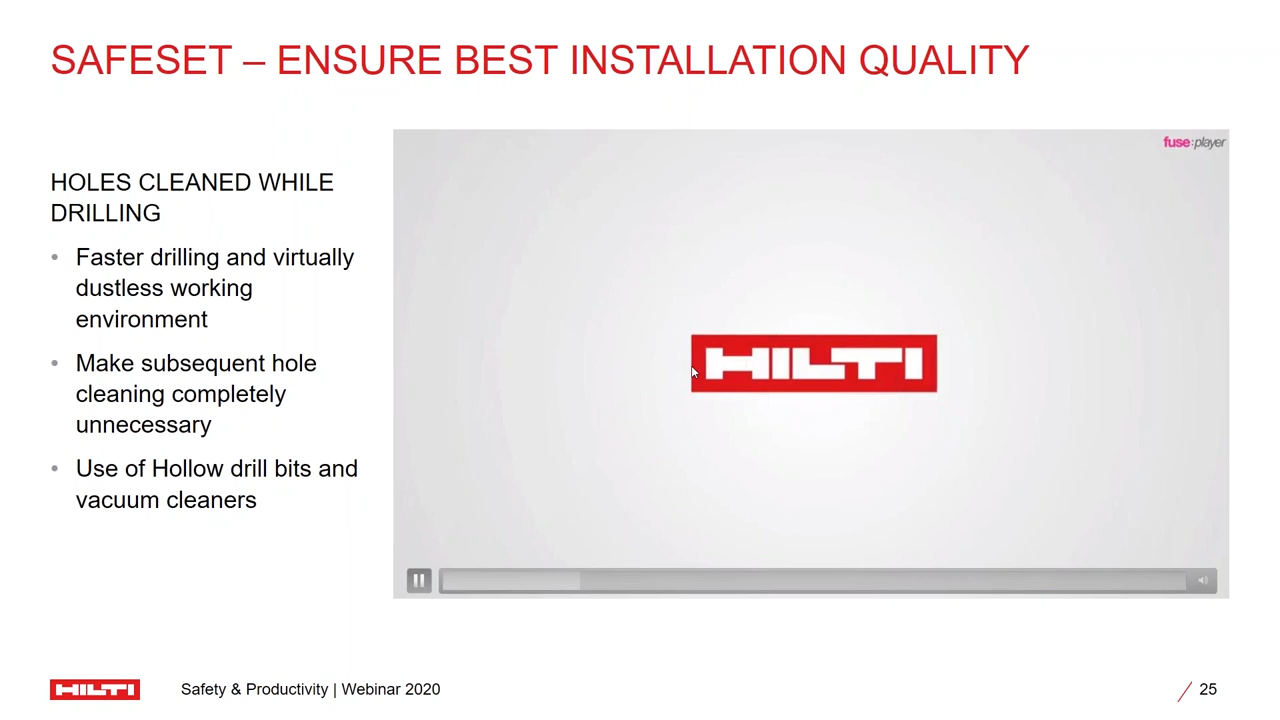 SAFESET – ENSURE BEST INSTALLATION QUALITY
HOLES CLEANED WHILE
DRILLING
• Faster drilling and virtually
dustless working
environment
• Make subsequent hole
cleaning completely
unnecessary
• Use of Hollow drill bits and
vacuum cleaners
fuse:player
HILTI
HILTI
Safety & Productivity | Webinar 2020
/ 25